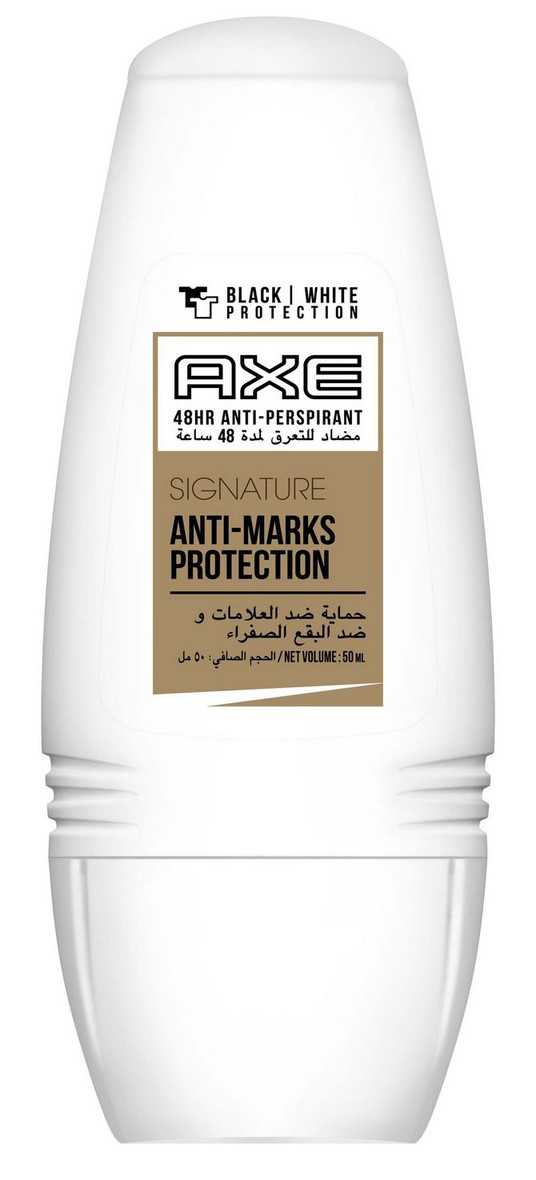 BLACK | WHITE
PROTECTION
AXE
48HR ANTI-PERSPIRANT
مضاد للتعرق لمدة 48 ساعة
SIGNATURE
ANTI-MARKS
PROTECTION
حماية ضد العلامات و
ضد البقع الصفراء
الحجم الصافي: ٥٠ مل / NET VOLUME : 50 ML